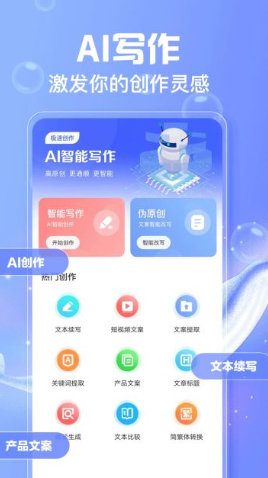 AI写作
激发你的创作灵感
极速创作
AI智能写作
高原创 更通顺 更智能
智能写作
AI智慧创作
开始创作
伪原创
文案智能改写
智能改写
AI创作
热门创作
文本续写
短视频文案
文案提取
文本续写
关键词提取
产品文案
文章标题
产品文案
生成
文本比较
简繁体转换